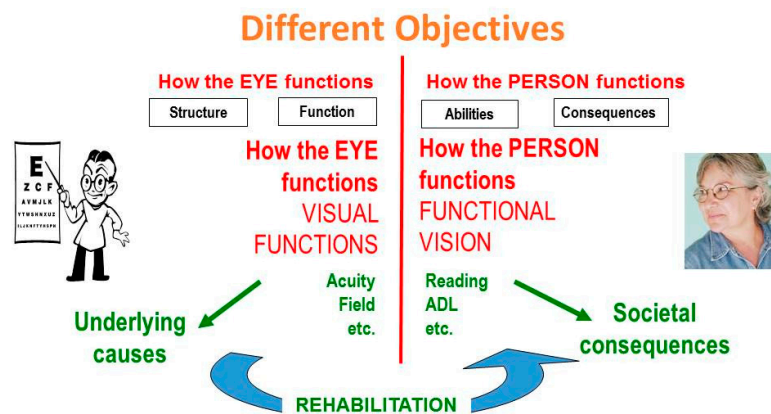 Different Objectives
How the EYE functions
How the PERSON functions
Structure
Function
Abilities
Consequences
How the EYE
functions
VISUAL
FUNCTIONS
How the PERSON
functions
FUNCTIONAL
VISION
E
Z C F
A V M J L K
Y T W S H N X U Z
Acuity
Field
etc.
Reading
ADL
etc.
Underlying
causes
Societal
consequences
REHABILITATION